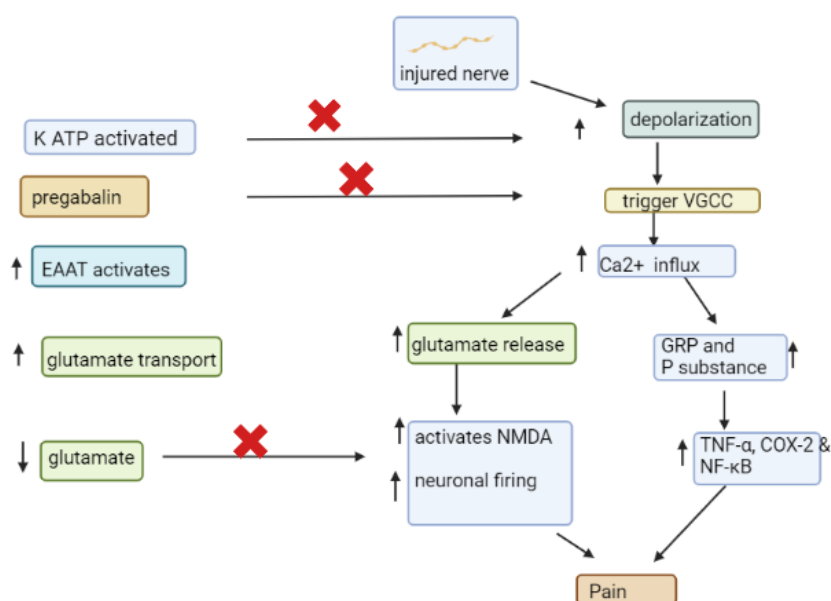 injured nerve
K ATP activated
depolarization
pregabalin
trigger VGCC
EAAT activates
Ca2+ influx
glutamate transport
glutamate release
GRP and
P substance
glutamate
activates NMDA
neuronal firing
TNF-α, COX-2 &
NF-κB
Pain